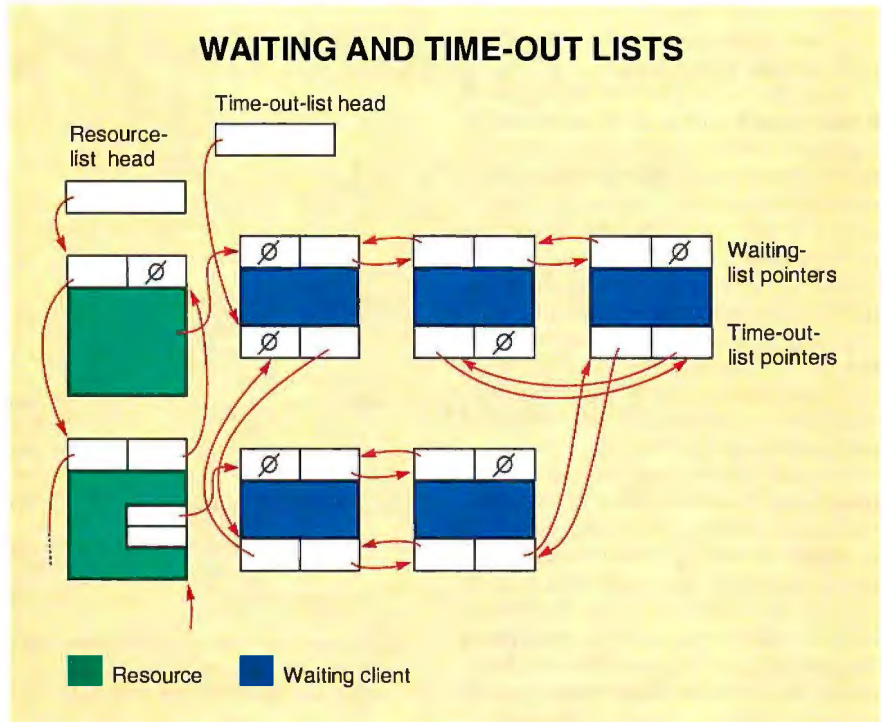 WAITING AND TIME-OUT LISTS
Time-out-list head
Resource-
list head
Ø
Ø
Ø
Waiting-
list pointers
Ø
Ø
Time-out-
list pointers
Ø
Ø
Resource
Waiting client